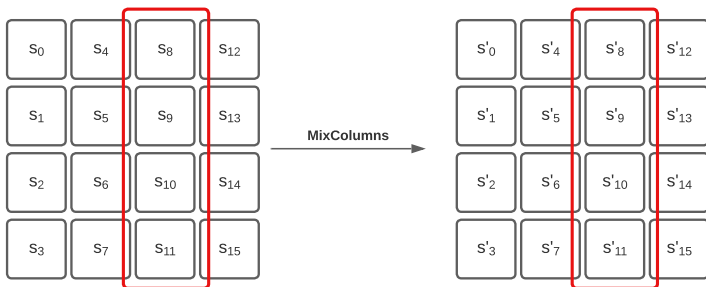 s₀ s₄ s₈ s₁₂ s'₀ s'₄ s'₈ s'₁₂
s₁ s₅ s₉ s₁₃ s'₁ s'₅ s'₉ s'₁₃
MixColumns
s₂ s₆ s₁₀ s₁₄ s'₂ s'₆ s'₁₀ s'₁₄
s₃ s₇ s₁₁ s₁₅ s'₃ s'₇ s'₁₁ s'₁₅